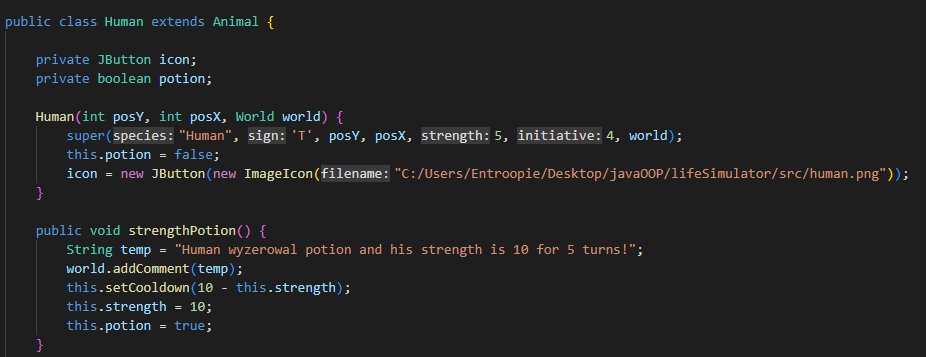 public class Human extends Animal {
private JButton icon;
private boolean potion;
Human(int posY, int posX, World world) {
super(species: "Human", sign: 'T', posY, posX, strength: 5, initiative: 4, world);
this.potion = false;
icon = new JButton(new ImageIcon(filename: "C:/Users/Entroopie/Desktop/javaOOP/lifeSimulator/src/human.png"));
}
public void strengthPotion() {
String temp = "Human wyzerowal potion and his strength is 10 for 5 turns!";
world.addComment(temp);
this.setCooldown(10 - this.strength);
this.strength = 10;
this.potion = true;
}